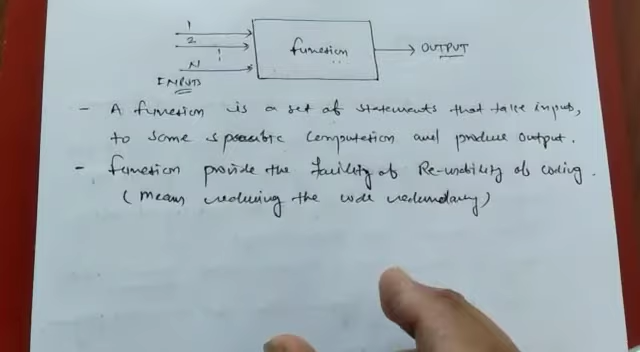 1
2
N
INPUTS
function
OUTPUT
- A function is a set of statements that take inputs,
to some specific computation and produce output.
- function provide the facility of Re-usability of coding.
(Means reducing the code redundancy)